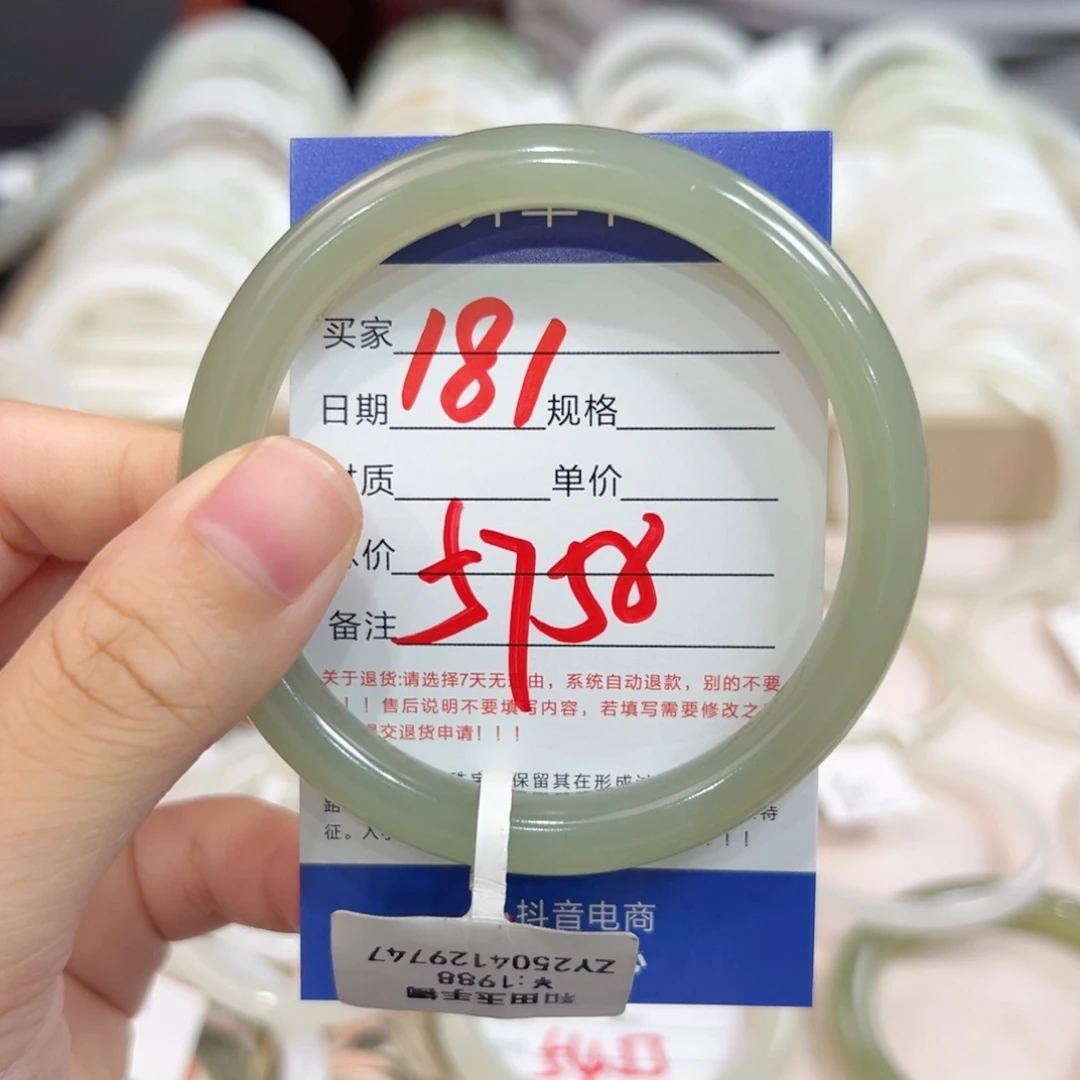 买家 181
日期 规格
质 单价
价 5758
备注
关于退货:请选择7天无理由，系统自动退款，别的不要
！！售后说明不要填写内容，若填写需要修改之
交退货申请！！！
保留其在形成
路
征。入 ！！！
抖音电商
和田玉手镯
¥:1988
ZY2504129747